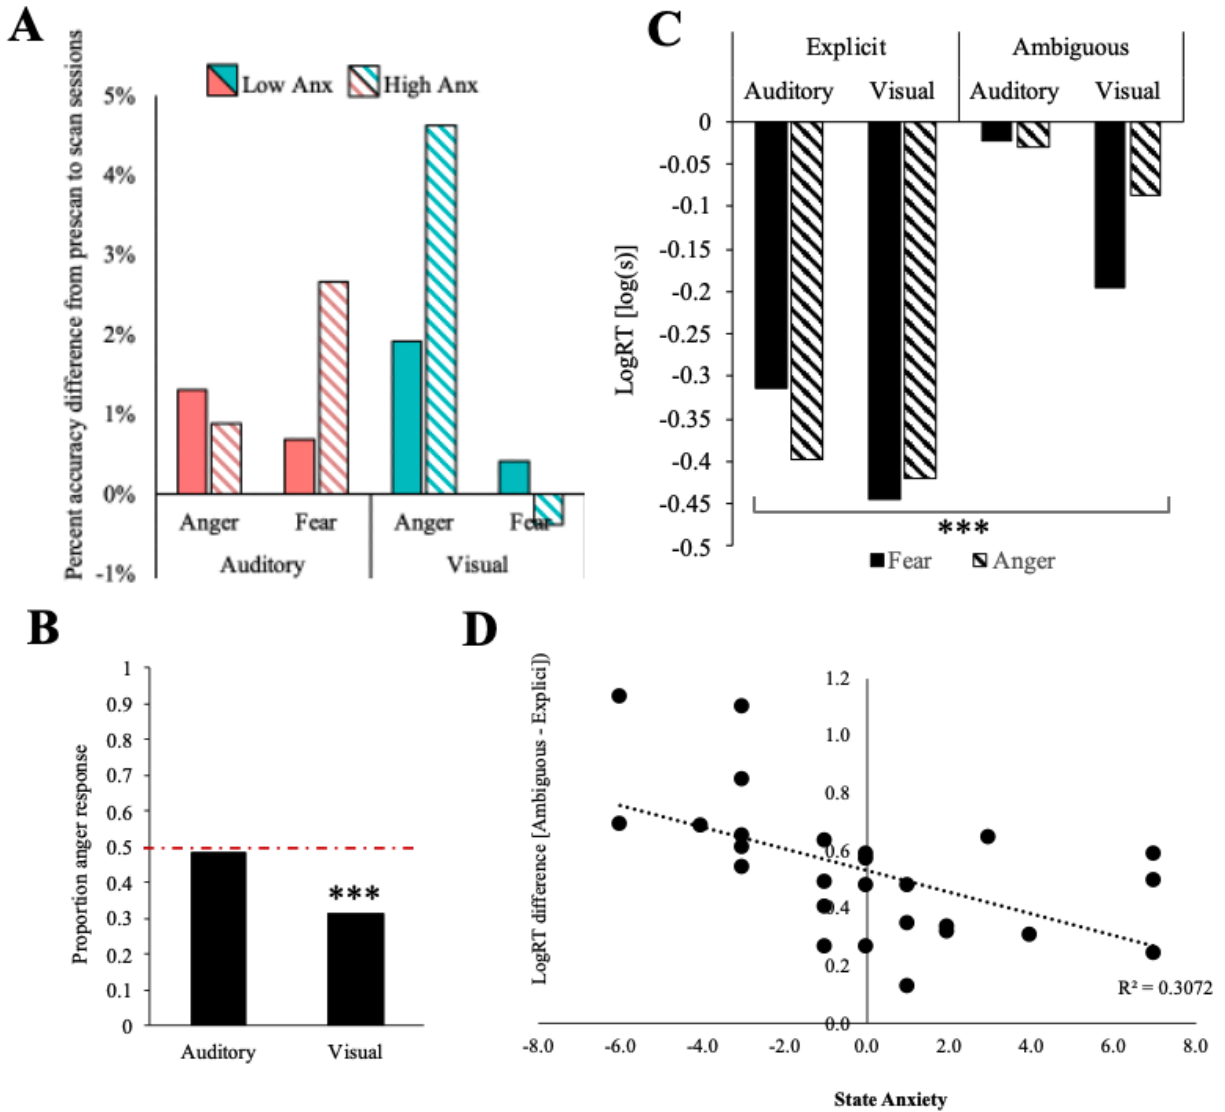 A
Percent accuracy difference from prescan to scan sessions
Low Anx
High Anx
5%
4%
3%
2%
1%
0%
-1%
Anger
Fear
Anger
Fear
Auditory
Visual
C
Explicit
Ambiguous
Auditory
Visual
Auditory
Visual
LogRT [log(s)]
0
-0.05
-0.1
-0.15
-0.2
-0.25
-0.3
-0.35
-0.4
-0.45
-0.5
***
Fear
Anger
B
Proportion anger response
1
0.9
0.8
0.7
0.6
0.5
0.4
0.3
0.2
0.1
0
***
Auditory
Visual
D
LogRT difference [Ambiguous - Explici])
1.2
1.0
0.8
0.6
0.4
0.2
0.0
R² = 0.3072
-8.0
-6.0
-4.0
-2.0
0.0
2.0
4.0
6.0
8.0
State Anxiety